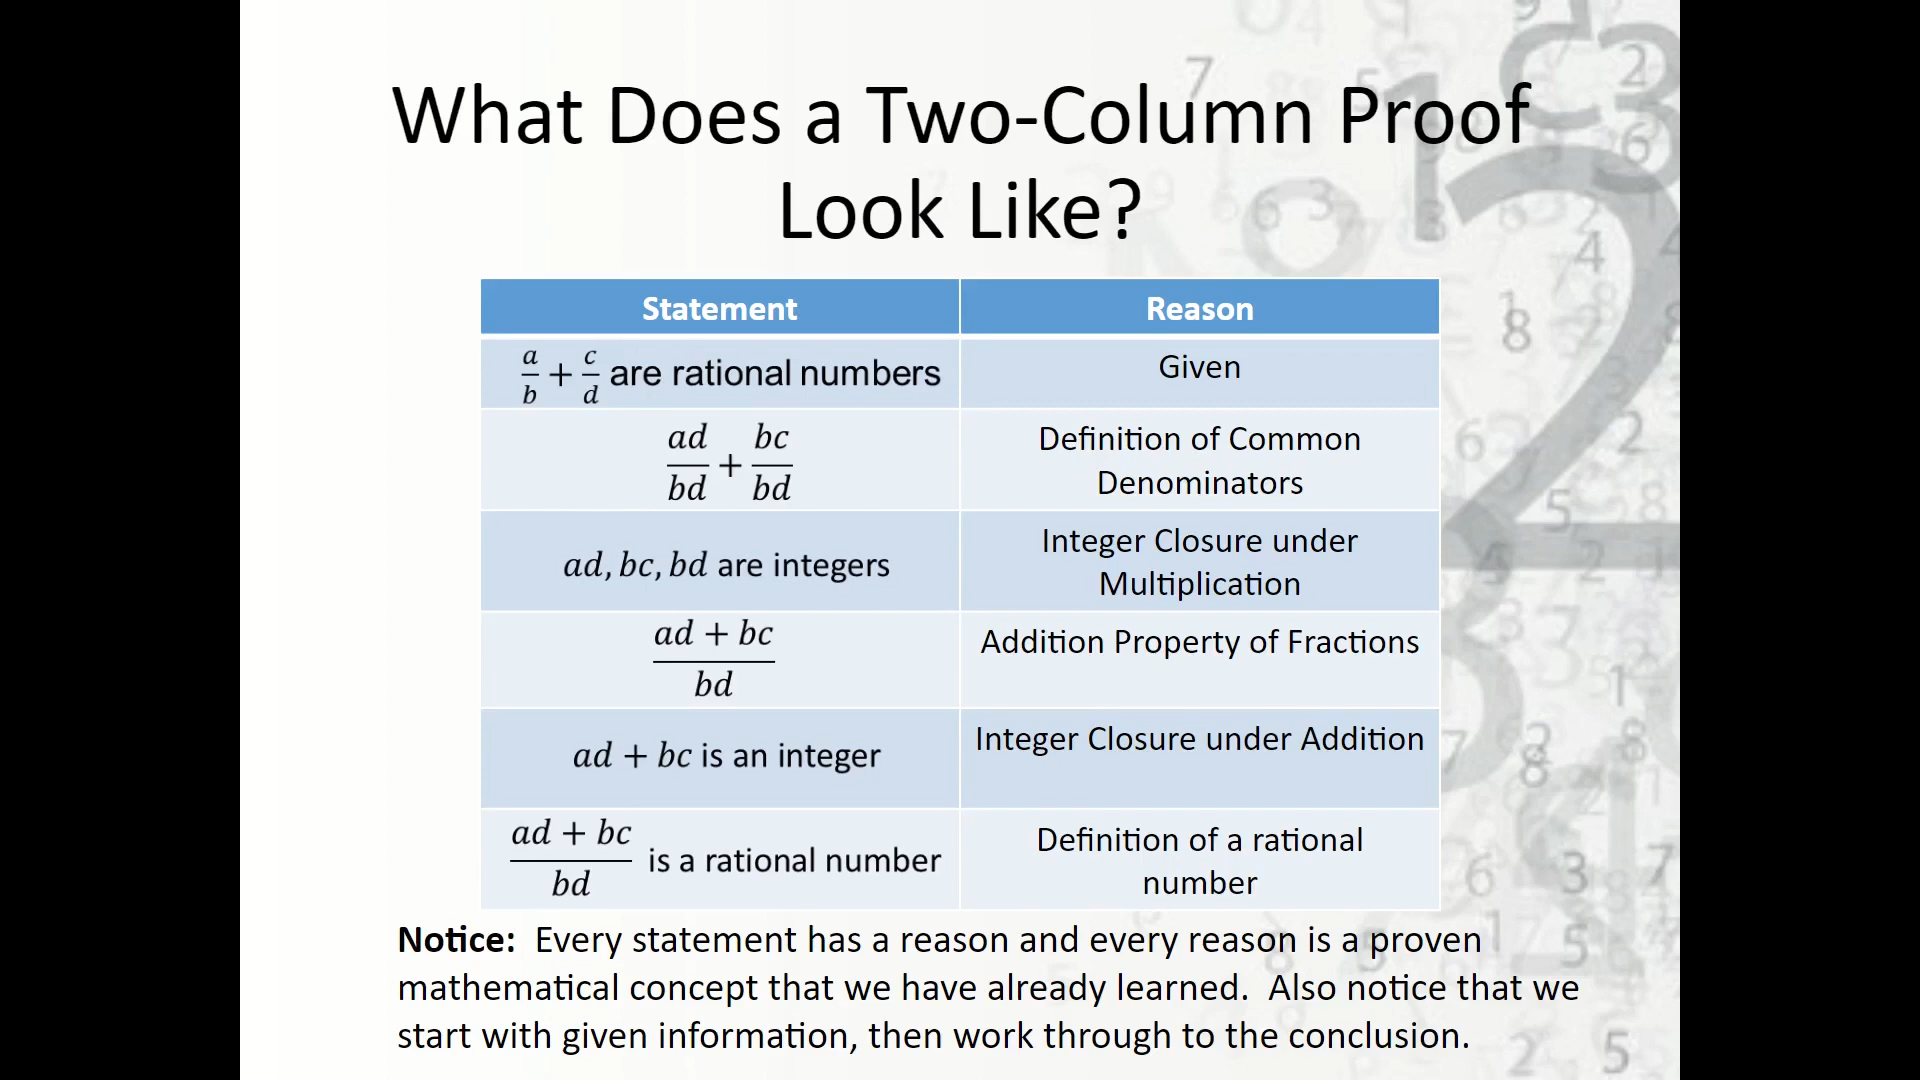 What Does a Two-Column Proof
Look Like?
Statement Reason
a/b + c/d are rational numbers Given
ad/bd + bc/bd Definition of Common
Denominators
ad, bc, bd are integers Integer Closure under
Multiplication
(ad + bc)/bd Addition Property of Fractions
ad + bc is an integer Integer Closure under Addition
(ad + bc)/bd is a rational number Definition of a rational
number
Notice: Every statement has a reason and every reason is a proven
mathematical concept that we have already learned. Also notice that we
start with given information, then work through to the conclusion.